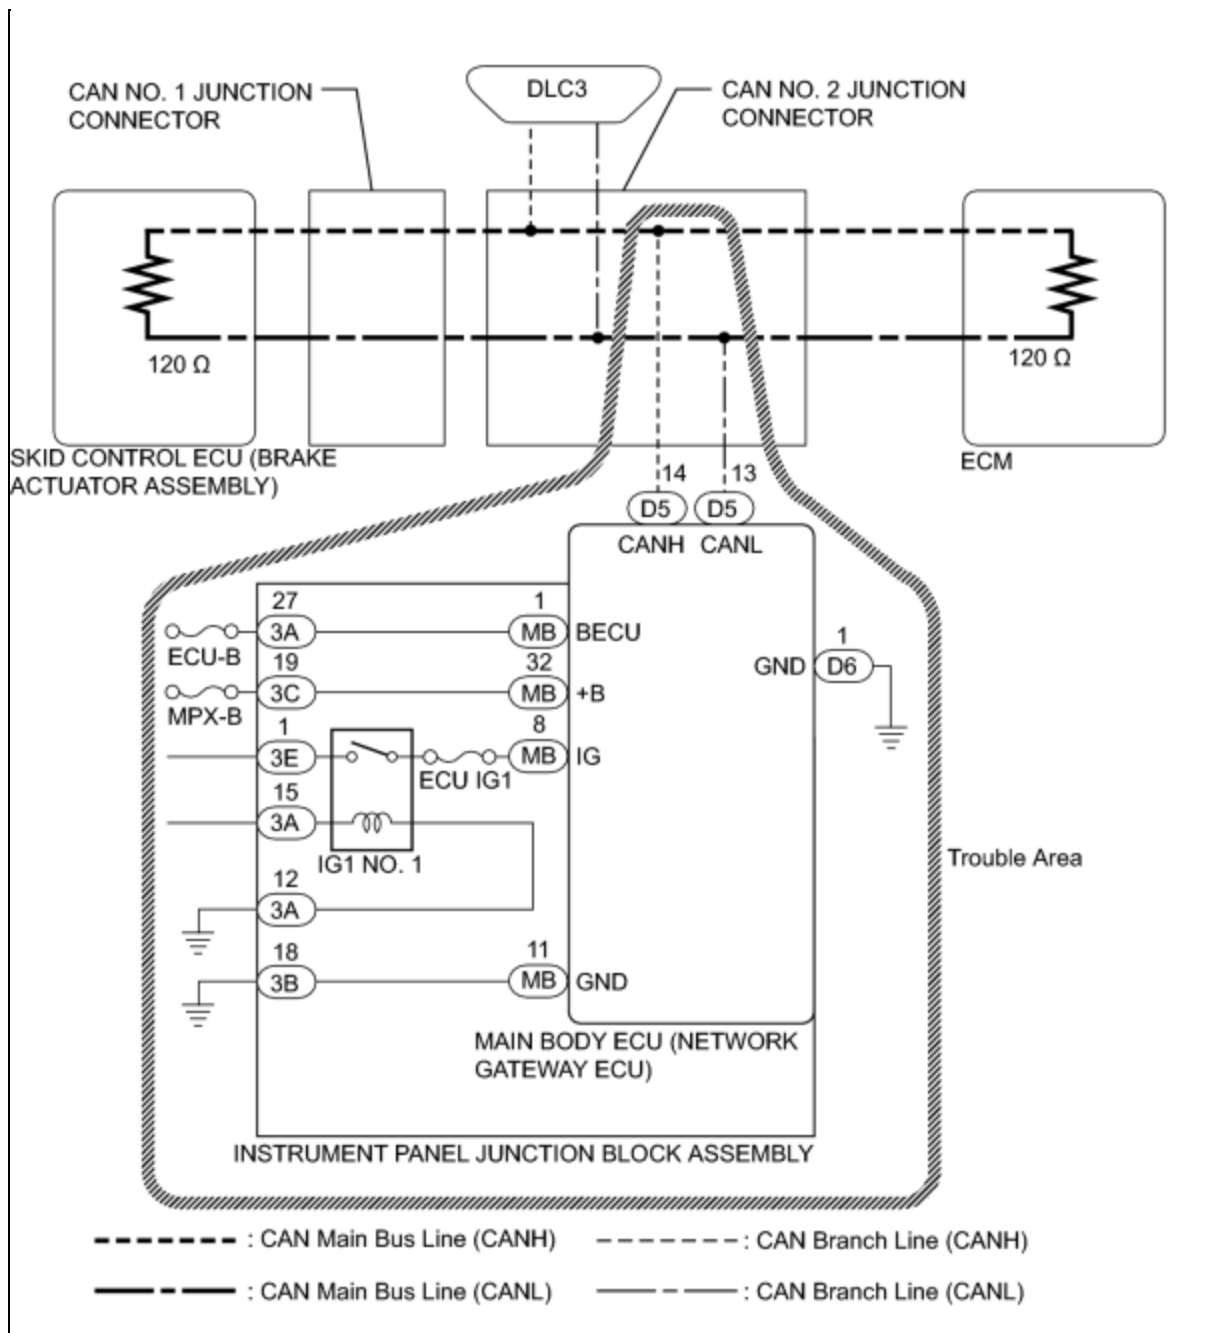 DLC3
CAN NO. 1 JUNCTION
CONNECTOR
CAN NO. 2 JUNCTION
CONNECTOR
120 Ω
120 Ω
SKID CONTROL ECU (BRAKE
ACTUATOR ASSEMBLY)
ECM
14
13
D5
D5
CANH
CANL
27
3A
1
MB
BECU
ECU-B
19
3C
32
MB
+B
MPX-B
1
3E
8
MB
IG
ECU IG1
15
3A
IG1 NO. 1
12
3A
18
3B
11
MB
GND
GND
1
D6
Trouble Area
MAIN BODY ECU (NETWORK
GATEWAY ECU)
INSTRUMENT PANEL JUNCTION BLOCK ASSEMBLY
: CAN Main Bus Line (CANH)
: CAN Branch Line (CANH)
: CAN Main Bus Line (CANL)
: CAN Branch Line (CANL)